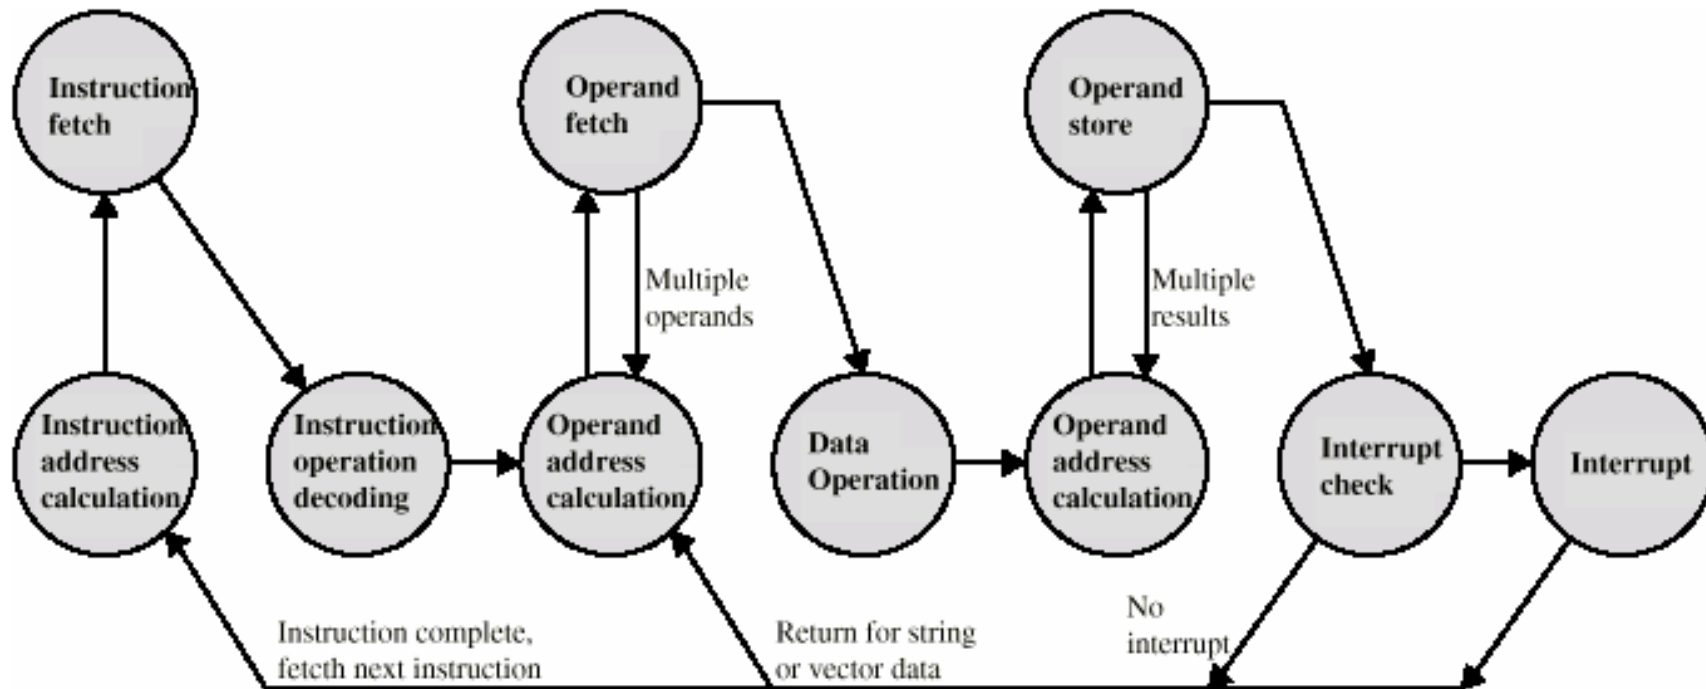 Instruction
fetch
Operand
fetch
Operand
store
Multiple
operands
Multiple
results
Instruction
address
calculation
Instruction
operation
decoding
Operand
address
calculation
Data
Operation
Operand
address
calculation
Interrupt
check
Interrupt
Instruction complete,
fetcth next instruction
Return for string
or vector data
No
interrupt